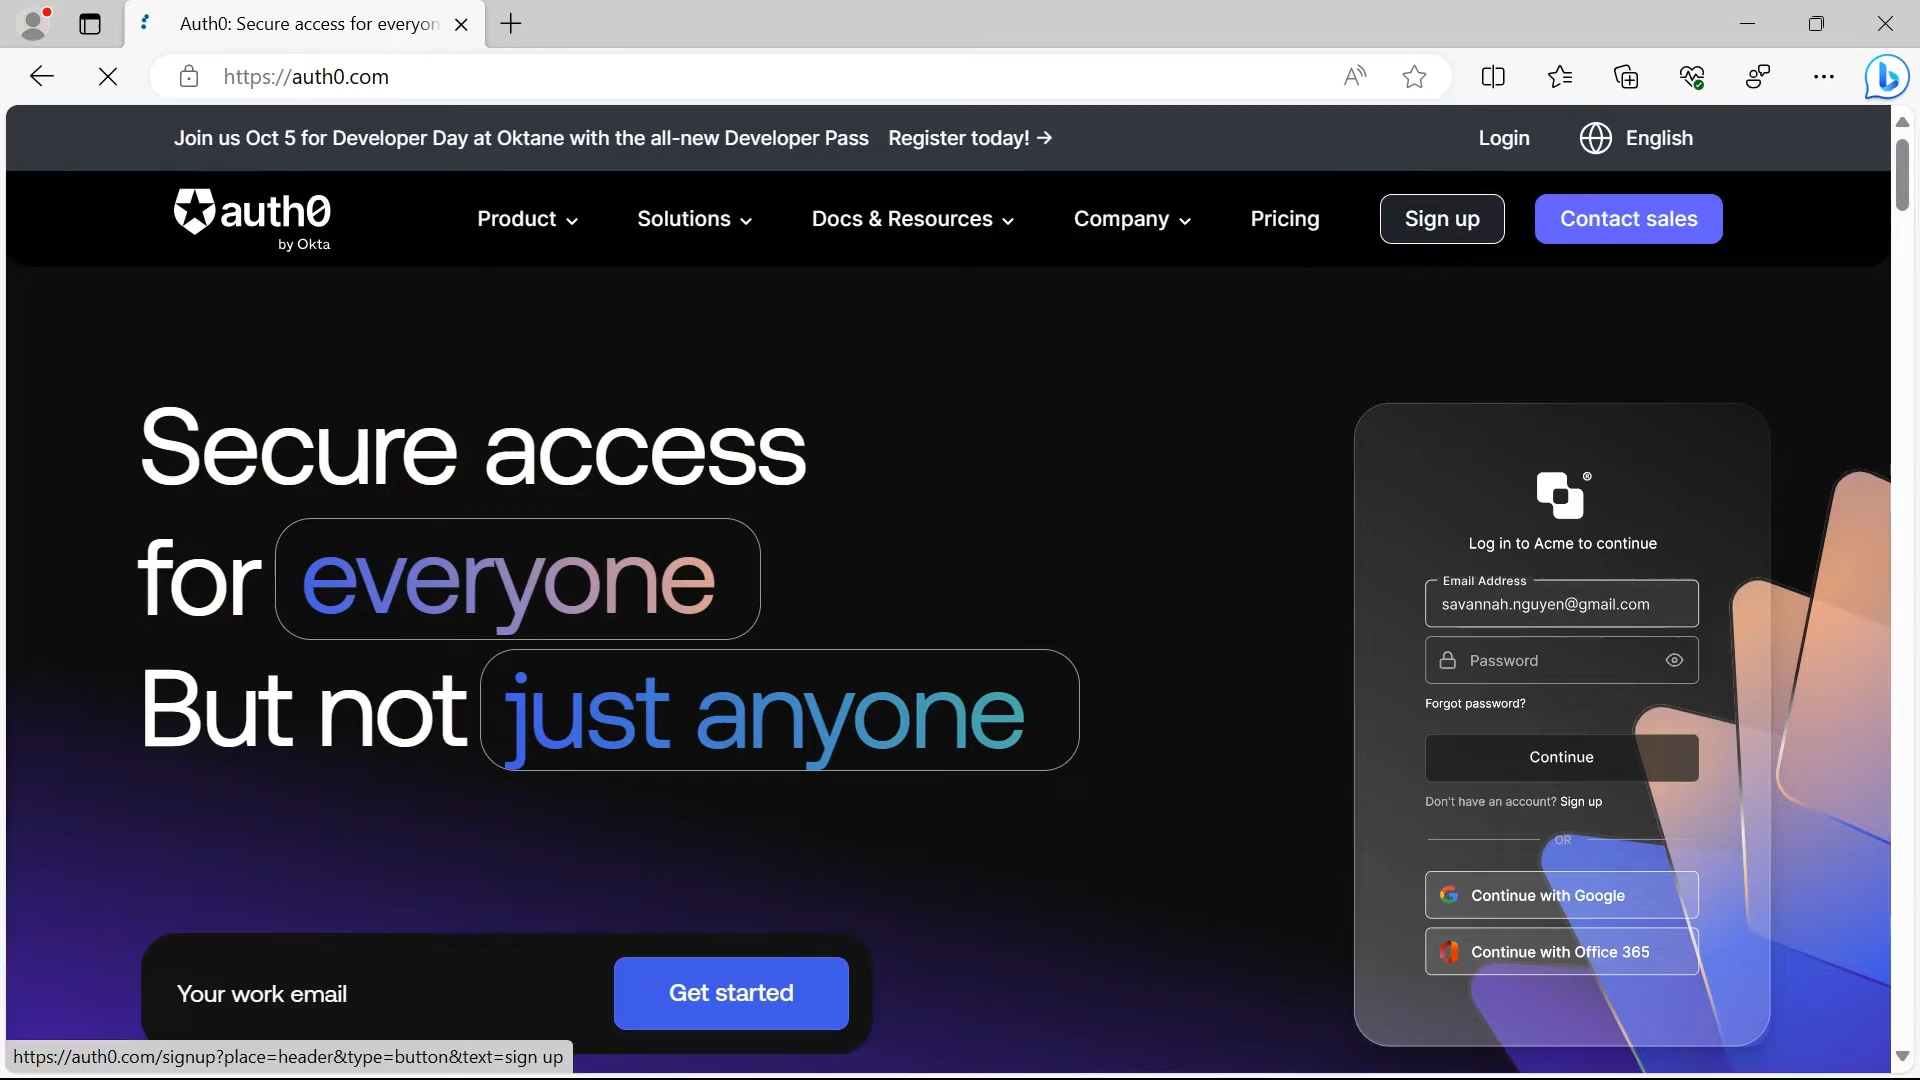 Auth0: Secure access for everyon
https://auth0.com
Join us Oct 5 for Developer Day at Oktane with the all-new Developer Pass Register today! →
Login English
auth0
by Okta
Product Solutions Docs & Resources Company Pricing Sign up Contact sales
Secure access
for everyone
But not just anyone
Your work email
Get started
Log in to Acme to continue
Email Address
savannah.nguyen@gmail.com
Password
Forgot password?
Continue
Don't have an account? Sign up
OR
Continue with Google
Continue with Office 365
https://auth0.com/signup?place=header&type=button&text=sign up